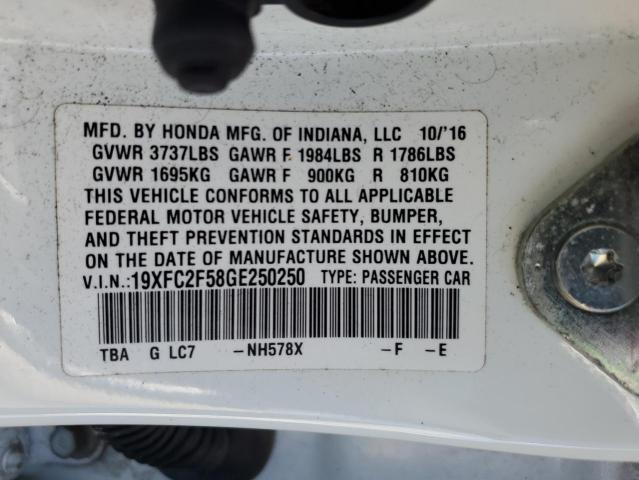 MFD. BY HONDA MFG. OF INDIANA, LLC 10/'16
GVWR 3737LBS GAWR F 1984LBS R 1786LBS
GVWR 1695KG GAWR F 900KG R 810KG
THIS VEHICLE CONFORMS TO ALL APPLICABLE
FEDERAL MOTOR VEHICLE SAFETY, BUMPER,
AND THEFT PREVENTION STANDARDS IN EFFECT
ON THE DATE OF MANUFACTURE SHOWN ABOVE.
V.I.N.:19XFC2F58GE250250 TYPE: PASSENGER CAR
TBA G LC7 -NH578X -F -E